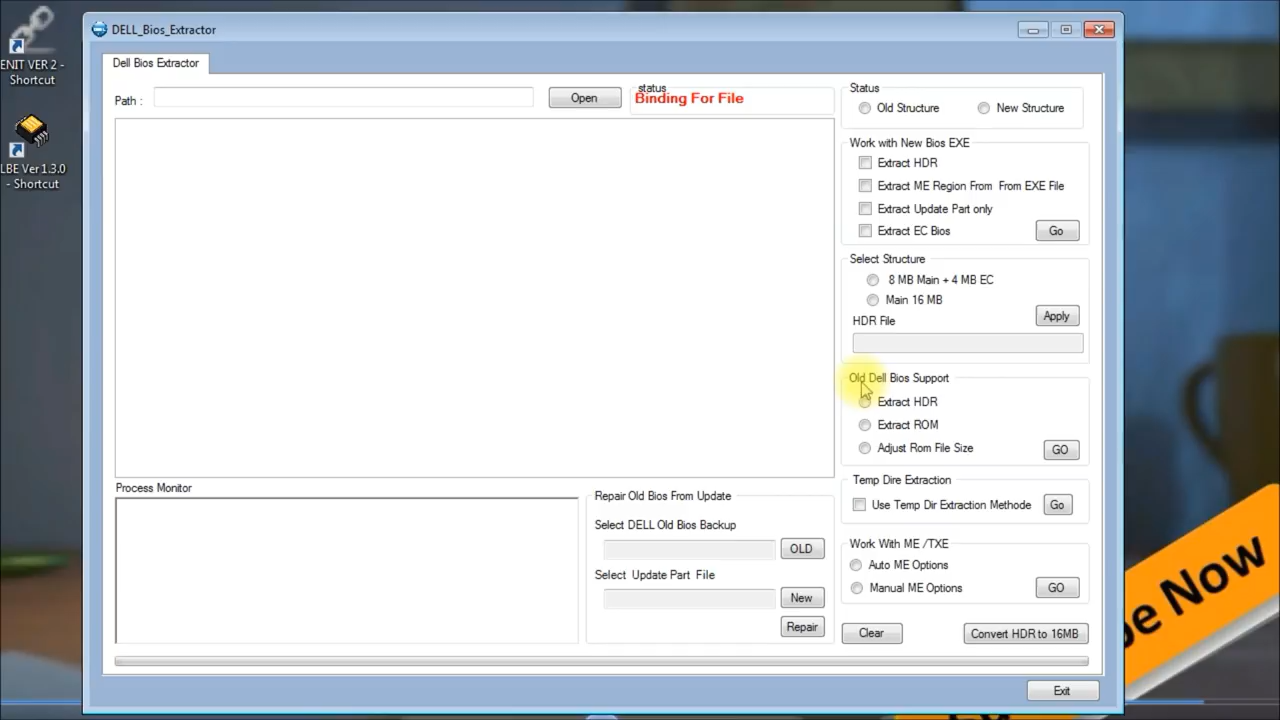 DELL_Bios_Extractor
ENIT VER 2 -
Shortcut
LBE Ver 1.3.0
- Shortcut
Dell Bios Extractor
Path :
Open
status
Binding For File
Status
Old Structure
New Structure
Work with New Bios EXE
Extract HDR
Extract ME Region From From EXE File
Extract Update Part only
Extract EC Bios
Go
Select Structure
8 MB Main + 4 MB EC
Main 16 MB
Apply
HDR File
Old Dell Bios Support
Extract HDR
Extract ROM
Adjust Rom File Size
GO
Temp Dire Extraction
Use Temp Dir Extraction Methode
Go
Work With ME /TXE
Auto ME Options
Manual ME Options
GO
Process Monitor
Repair Old Bios From Update
Select DELL Old Bios Backup
OLD
Select Update Part File
New
Repair
Clear
Convert HDR to 16MB
Exit
be Now